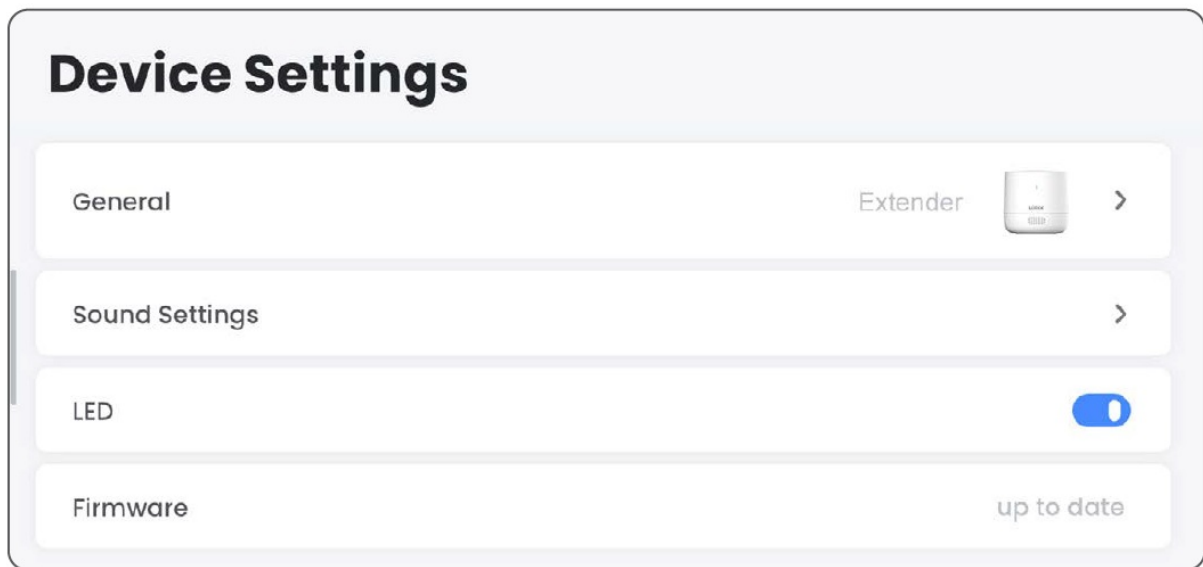 Device Settings
General
Extender
Sound Settings
LED
Firmware
up to date